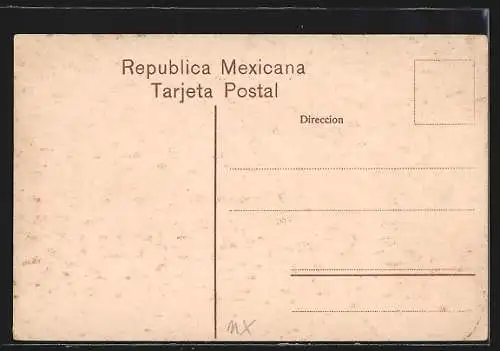 Republica Mexicana
Tarjeta Postal
Direccion
MX